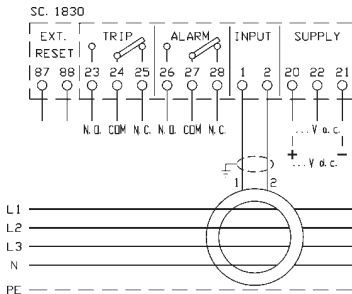 SC. 1830
EXT. RESET TRIP ALARM INPUT SUPPLY
87 88 23 24 25 26 27 28 1 2 20 22 21
N.O. COM N.C. N.O. COM N.C.
...V a.c.
+ −
...V d.c.
1 2
L1
L2
L3
N
PE